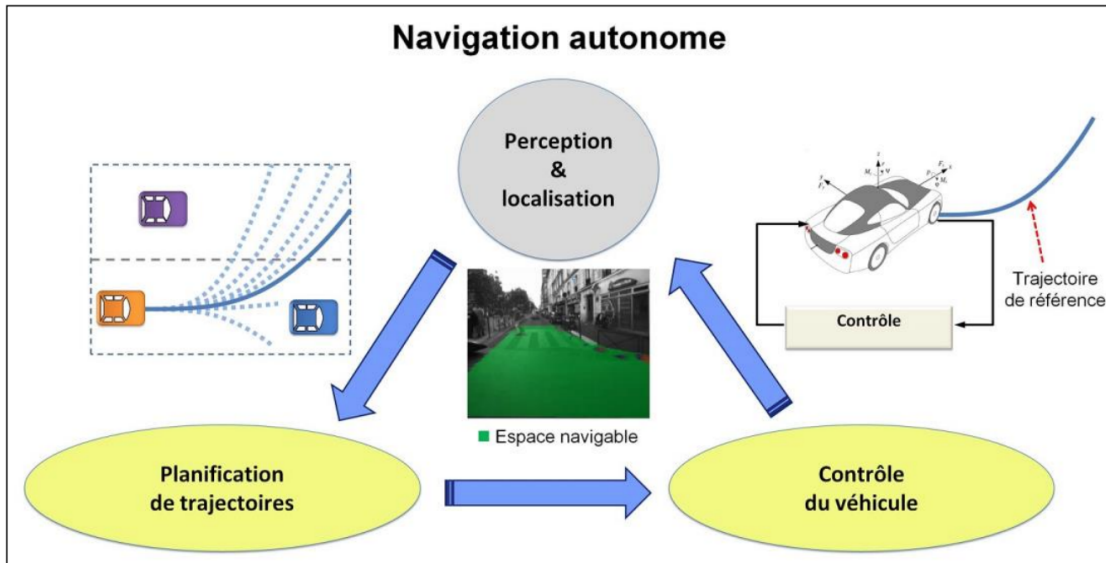 Navigation autonome
Perception
&
localisation
Trajectoire
de référence
Contrôle
Espace navigable
Planification
de trajectoires
Contrôle
du véhicule